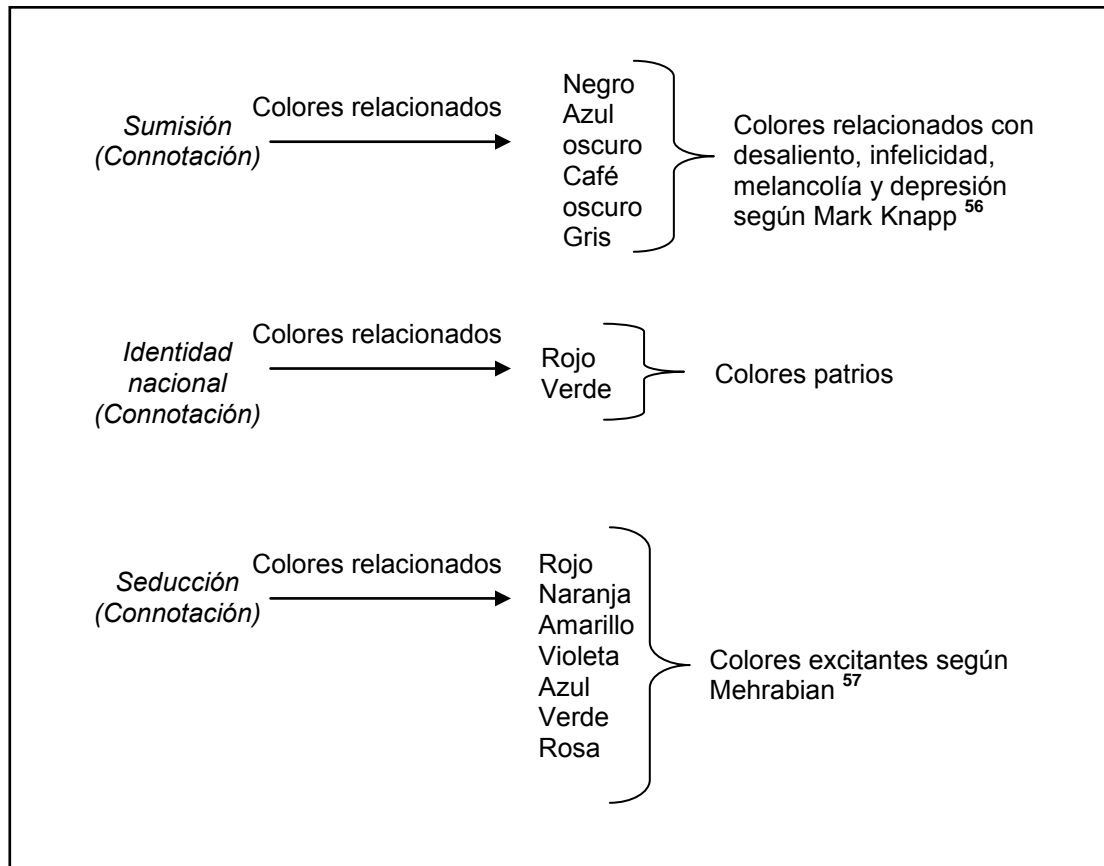 Sumisión
(Connotación)
Colores relacionados
Negro
Azul
oscuro
Café
oscuro
Gris
Colores relacionados con
desaliento, infelicidad,
melancolía y depresión
según Mark Knapp 56
Identidad
nacional
(Connotación)
Colores relacionados
Rojo
Verde
Colores patrios
Seducción
(Connotación)
Colores relacionados
Rojo
Naranja
Amarillo
Violeta
Azul
Verde
Rosa
Colores excitantes según
Mehrabian 57